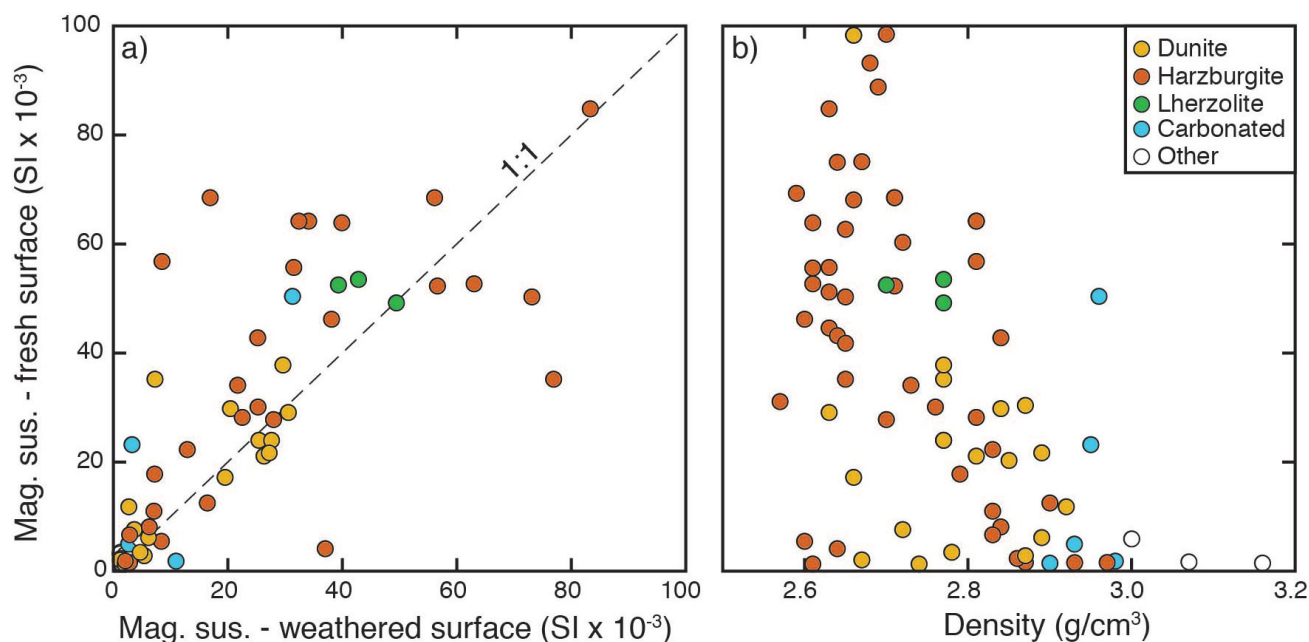 a)
1:1
100
80
60
40
20
0
Mag. sus. - fresh surface (SI x 10⁻³)
0 20 40 60 80 100
Mag. sus. - weathered surface (SI x 10⁻³)
b)
Dunite
Harzburgite
Lherzolite
Carbonated
Other
2.6 2.8 3.0 3.2
Density (g/cm³)